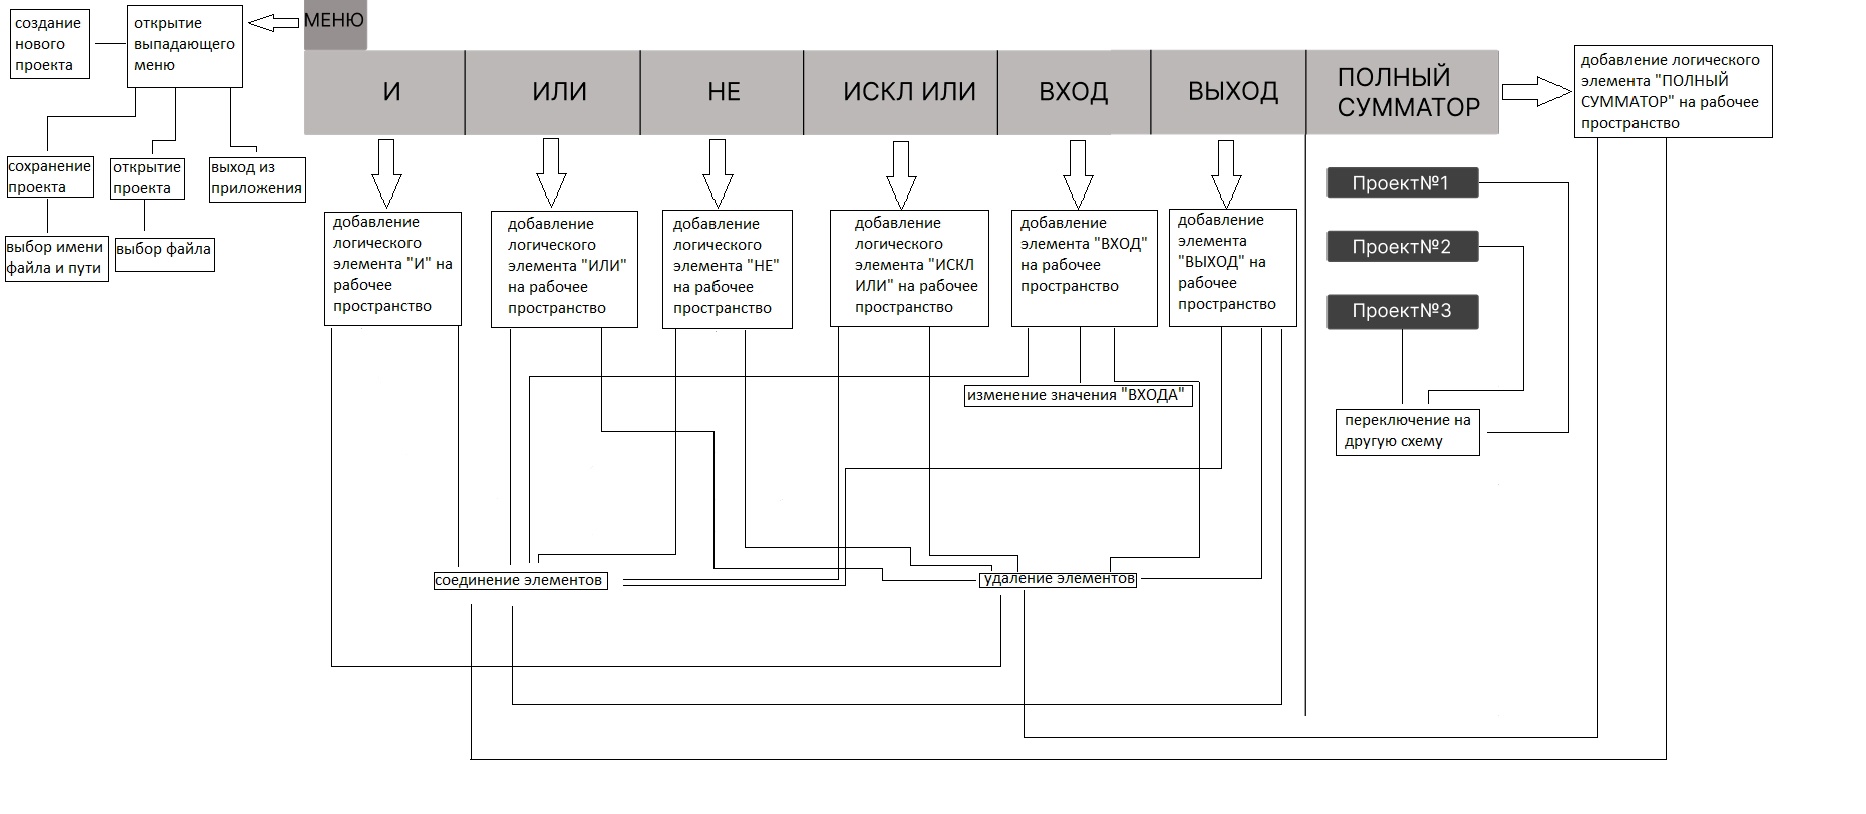 создание
нового
проекта
открытие
выпадающего
меню
МЕНЮ
И
ИЛИ
НЕ
ИСКЛ ИЛИ
ВХОД
ВЫХОД
ПОЛНЫЙ
СУММАТОР
добавление логического
элемента "ПОЛНЫЙ
СУММАТОР" на рабочее
пространство
сохранение
проекта
открытие
проекта
выход из
приложения
выбор имени
файла и пути
выбор файла
добавление
логического
элемента "И" на
рабочее
пространство
добавление
логического
элемента "ИЛИ"
на рабочее
пространство
добавление
логического
элемента "НЕ"
на рабочее
пространство
добавление
логического
элемента "ИСКЛ
ИЛИ" на рабочее
пространство
добавление
элемента "ВХОД"
на рабочее
пространство
добавление
элемента
"ВЫХОД" на
рабочее
пространство
Проект№1
Проект№2
Проект№3
изменение значения "ВХОДА"
переключение на
другую схему
соединение элементов
удаление элементов